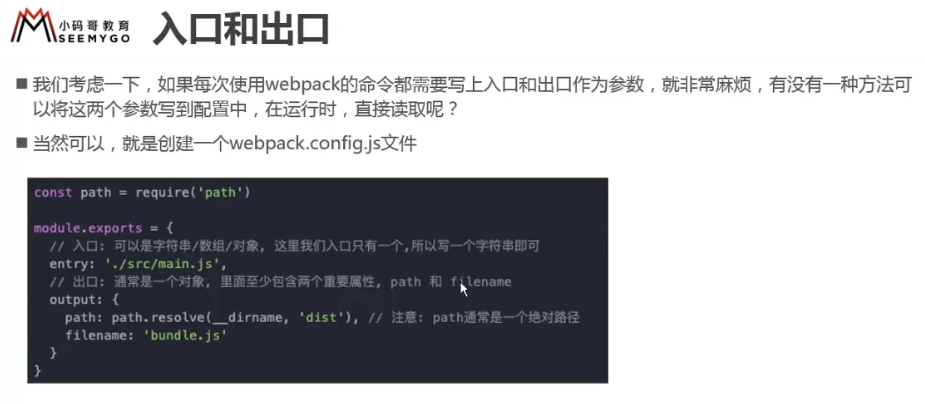 小码哥教育
SEEMYGO
入口和出口
我们考虑一下，如果每次使用webpack的命令都需要写上入口和出口作为参数，就非常麻烦，有没有一种方法可
以将这两个参数写到配置中，在运行时，直接读取呢？
当然可以，就是创建一个webpack.config.js文件
const path = require('path')
module.exports = {
// 入口: 可以是字符串/数组/对象, 这里我们入口只有一个,所以写一个字符串即可
entry: './src/main.js',
// 出口: 通常是一个对象, 里面至少包含两个重要属性, path 和 filename
output: {
path: path.resolve(__dirname, 'dist'), // 注意: path通常是一个绝对路径
filename: 'bundle.js'
}
}